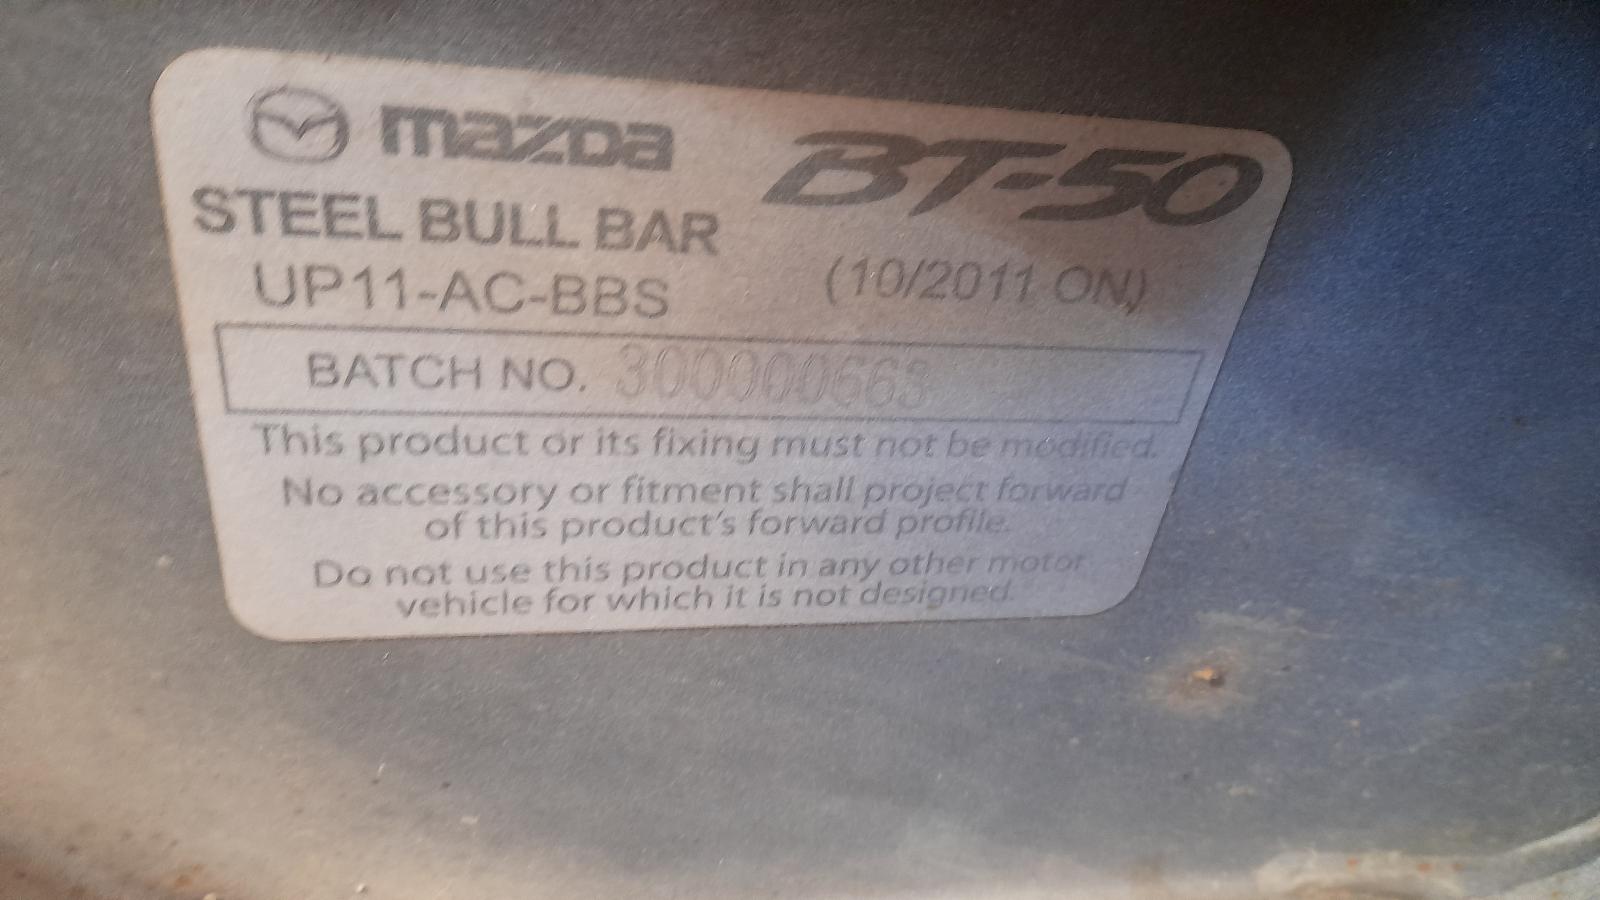 mazda
BT-50
STEEL BULL BAR
UP11-AC-BBS
(10/2011 ON)
BATCH NO. 300000663
This product or its fixing must not be modified.
No accessory or fitment shall project forward
of this product's forward profile.
Do not use this product in any other motor
vehicle for which it is not designed.